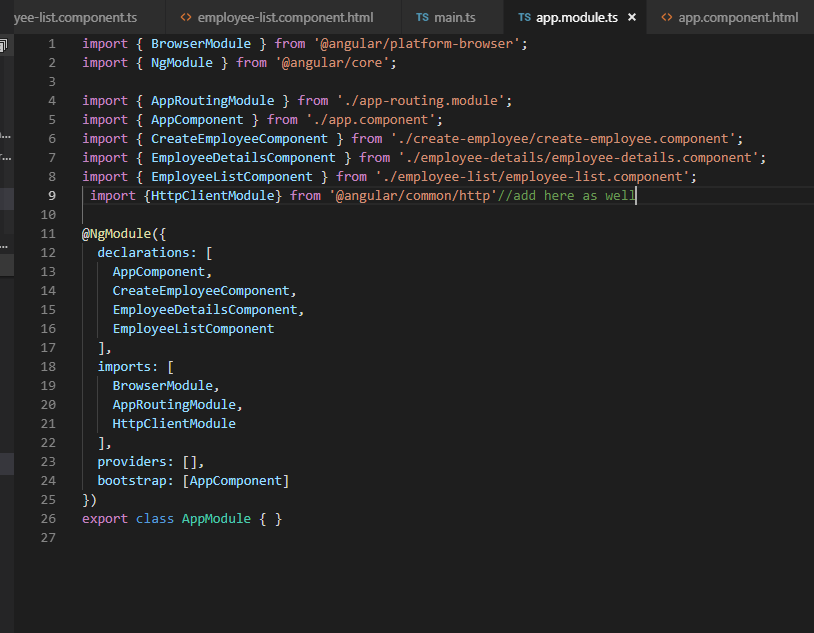 yee-list.component.ts <> employee-list.component.html TS main.ts TS app.module.ts × <> app.component.html
1 import { BrowserModule } from '@angular/platform-browser';
2 import { NgModule } from '@angular/core';
3
4 import { AppRoutingModule } from './app-routing.module';
5 import { AppComponent } from './app.component';
6 import { CreateEmployeeComponent } from './create-employee/create-employee.component';
7 import { EmployeeDetailsComponent } from './employee-details/employee-details.component';
8 import { EmployeeListComponent } from './employee-list/employee-list.component';
9 import {HttpClientModule} from '@angular/common/http'//add here as well
10
11 @NgModule({
12 declarations: [
13 AppComponent,
14 CreateEmployeeComponent,
15 EmployeeDetailsComponent,
16 EmployeeListComponent
17 ],
18 imports: [
19 BrowserModule,
20 AppRoutingModule,
21 HttpClientModule
22 ],
23 providers: [],
24 bootstrap: [AppComponent]
25 })
26 export class AppModule { }
27